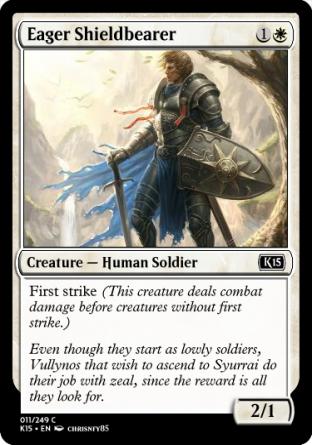 Eager Shieldbearer 1
K15
Creature — Human Soldier
First strike (This creature deals combat
damage before creatures without first
strike.)
Even though they start as lowly soldiers,
Vullynos that wish to ascend to Syurrai do
their job with zeal, since the reward is all
they look for.
2/1
011/249 C
K15 • EN CHRISNTY85